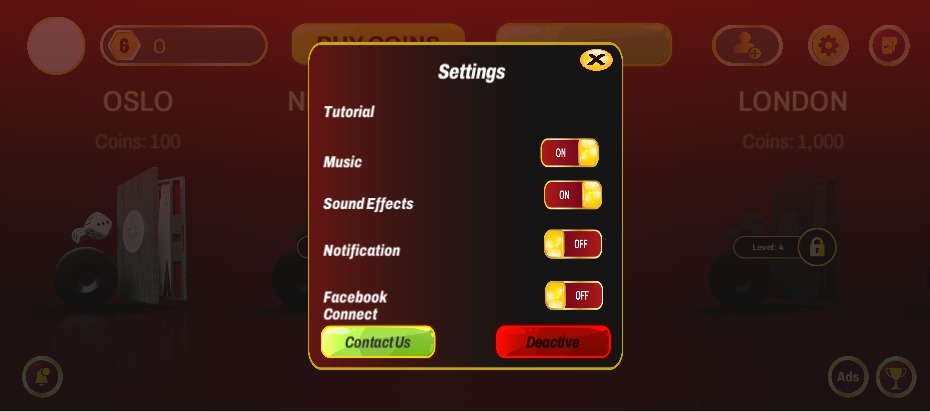 6
0
BUY COINS
OSLO
N
LONDON
Coins: 100
Coins: 1,000
Level: 4
Settings
X
Tutorial
Music
ON
Sound Effects
ON
Notification
OFF
Facebook
Connect
OFF
Contact Us
Deactive
Ads